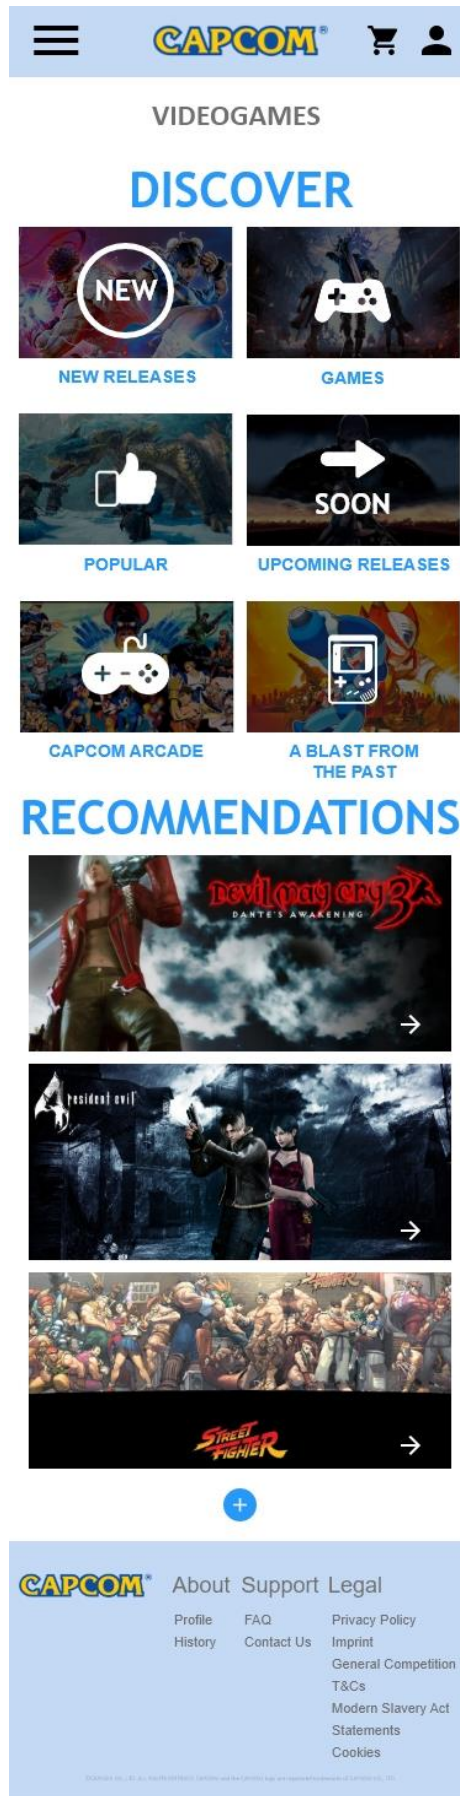 CAPCOM®
VIDEOGAMES
DISCOVER
NEW
NEW RELEASES
GAMES
POPULAR
SOON
UPCOMING RELEASES
CAPCOM ARCADE
A BLAST FROM
THE PAST
RECOMMENDATIONS
Devil may cry 3
DANTE'S AWAKENING
4 resident evil
STREET FIGHTER
STREET
FIGHTER
CAPCOM®
About Support Legal
Profile FAQ Privacy Policy
History Contact Us Imprint
General Competition
T&Cs
Modern Slavery Act
Statements
Cookies